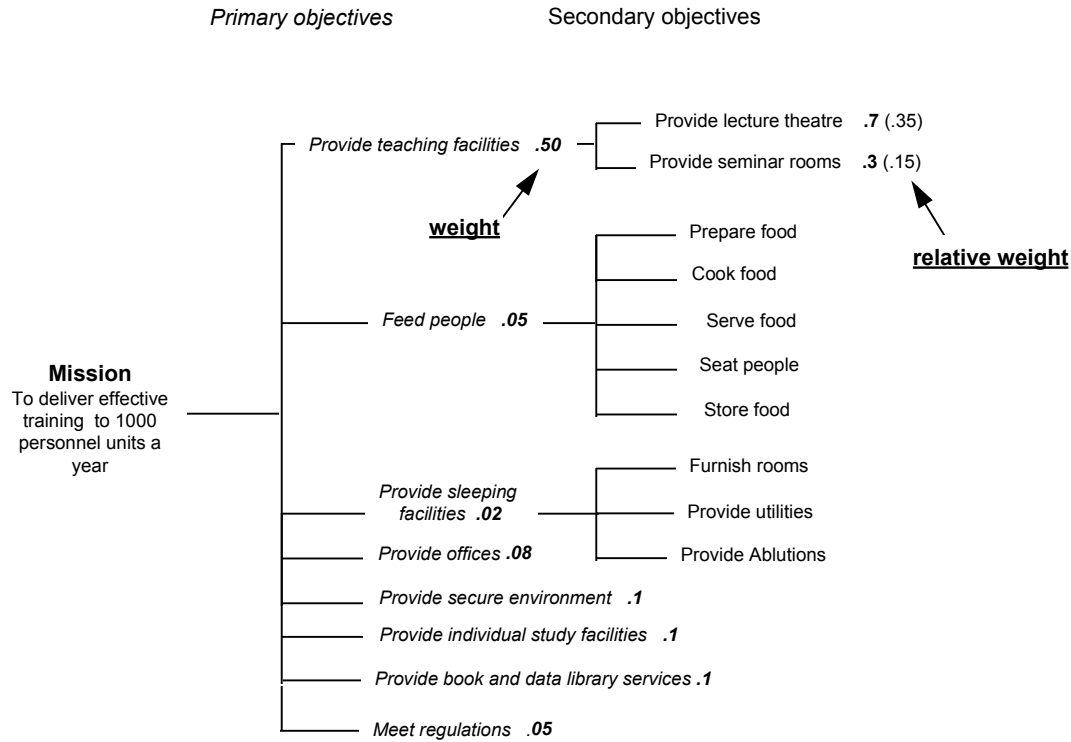 Primary objectives
Secondary objectives
Provide lecture theatre .7 (.35)
Provide teaching facilities .50
Provide seminar rooms .3 (.15)
weight
relative weight
Prepare food
Cook food
Feed people .05
Serve food
Seat people
Store food
Mission
To deliver effective
training to 1000
personnel units a
year
Furnish rooms
Provide sleeping
facilities .02
Provide utilities
Provide offices .08
Provide Ablutions
Provide secure environment .1
Provide individual study facilities .1
Provide book and data library services .1
Meet regulations .05